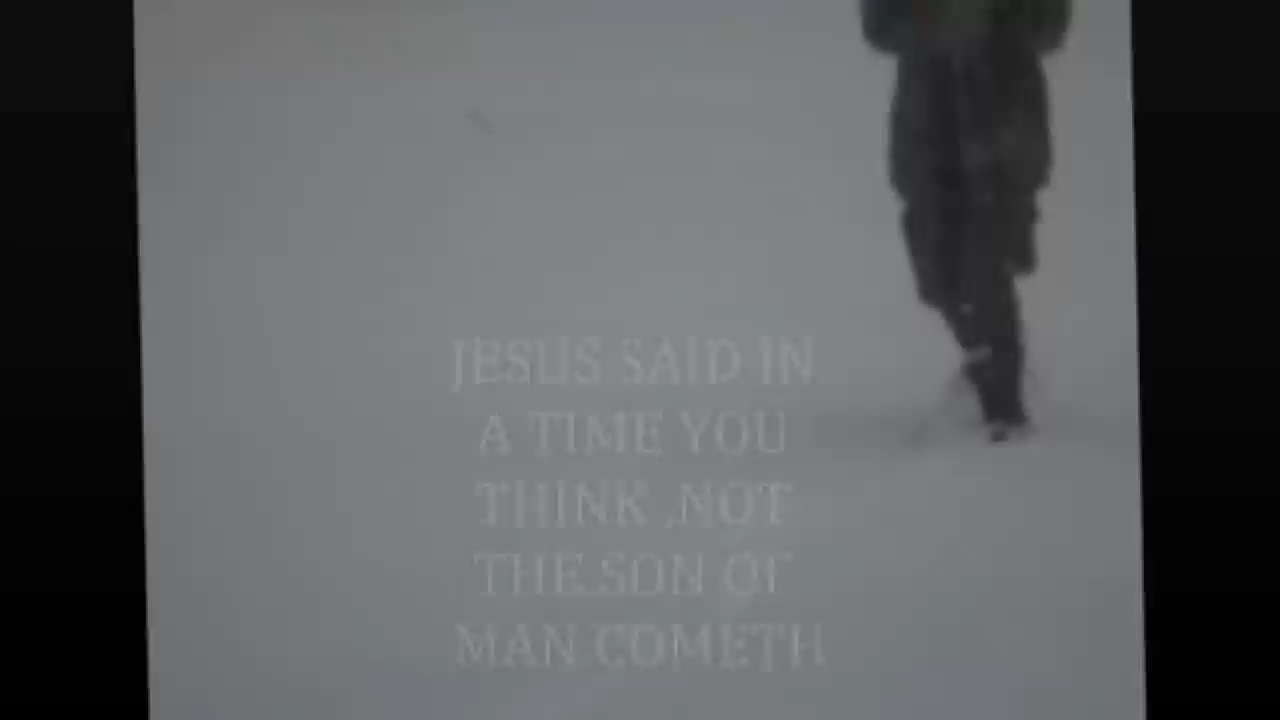 JESUS SAID IN
A TIME YOU
THINK ,NOT
THE SON OF
MAN COMETH